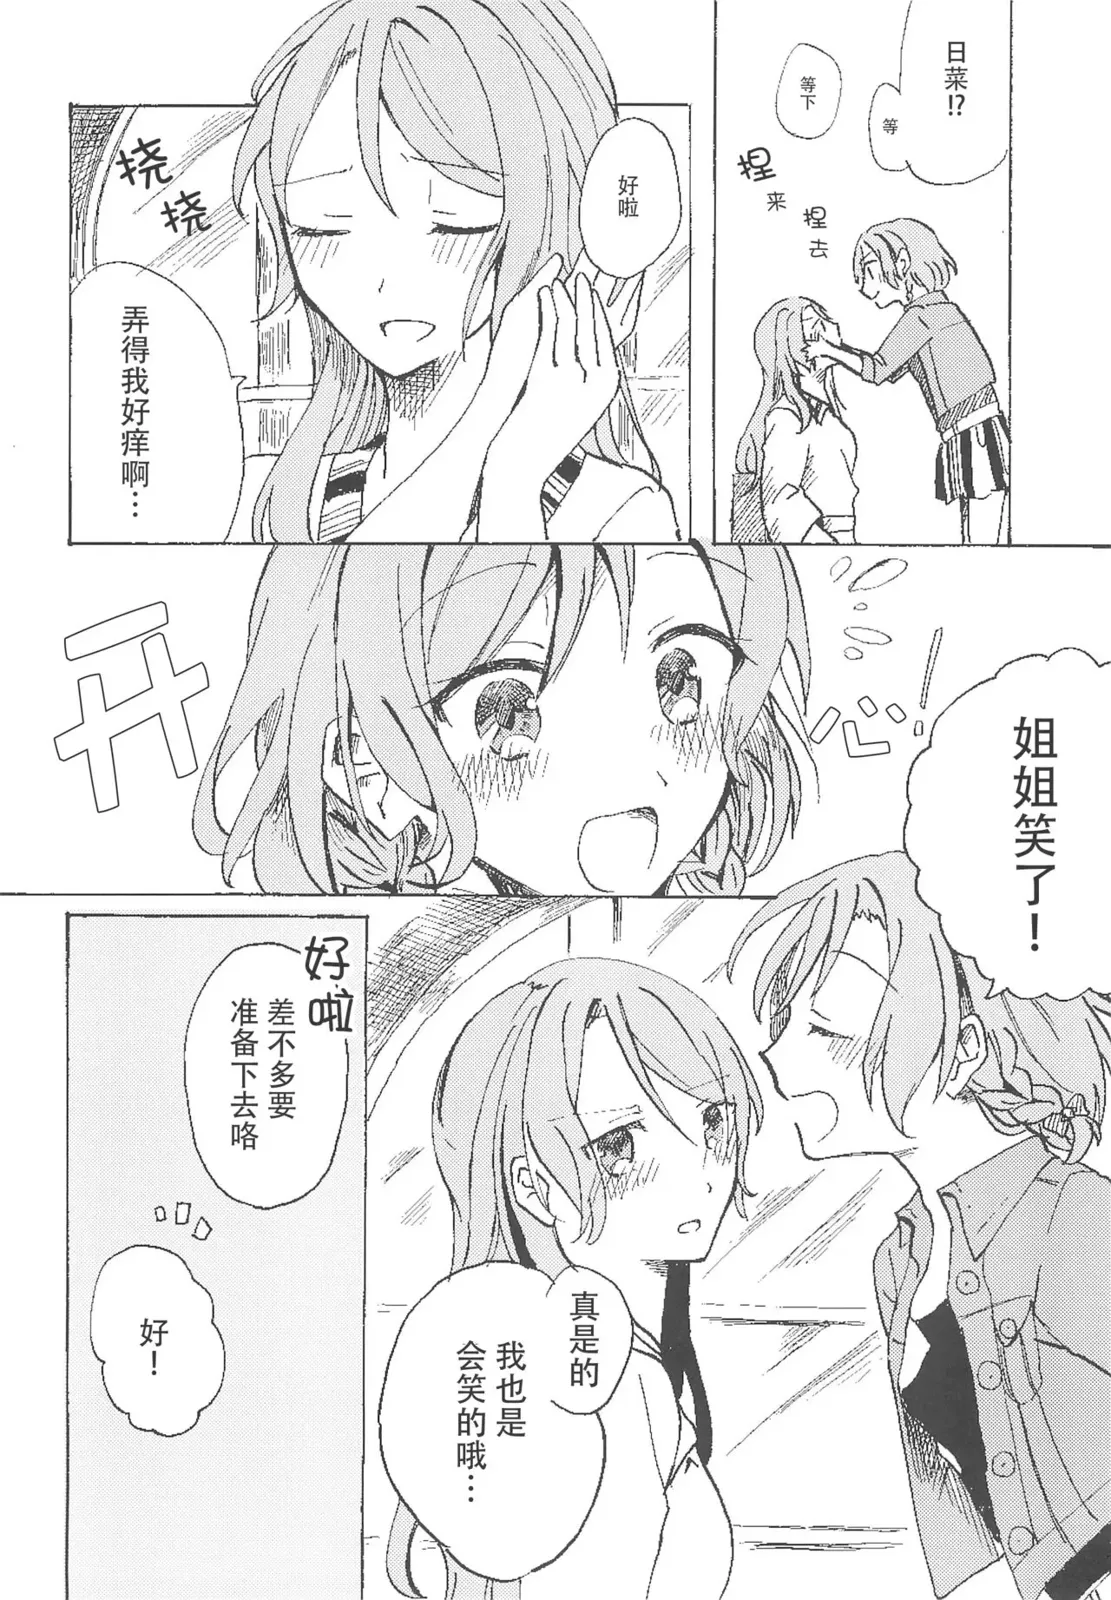 日菜!?
等
等下
捏来捏去
好啦
挠挠
弄得我好痒啊…
姐姐笑了！
开心
真是的
我也是
会笑的哦…
好啦
差不多要
准备下去咯
好！